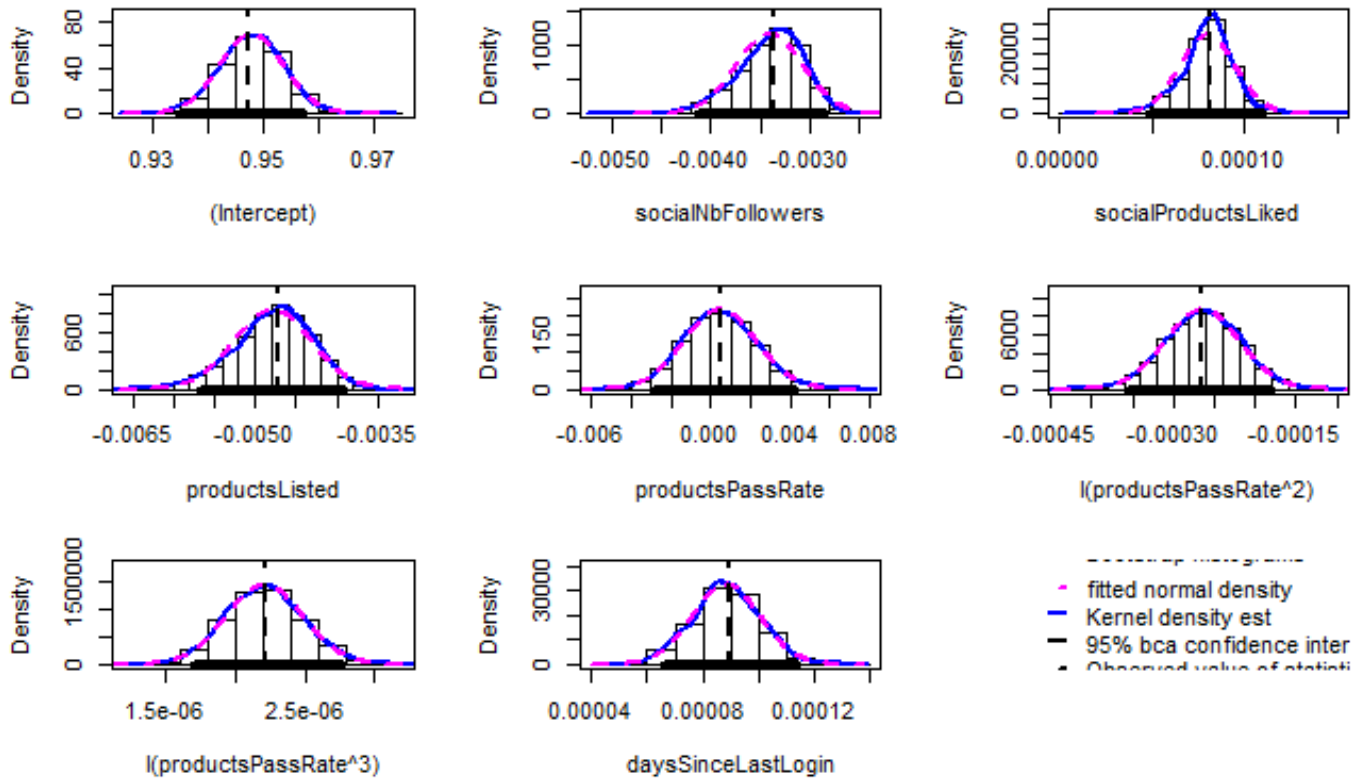 Density
0 40 80
0.93 0.95 0.97
(Intercept)
Density
0 1000
-0.0050 -0.0040 -0.0030
socialNbFollowers
Density
0 20000
0.00000 0.00010
socialProductsLiked
Density
0 600
-0.0065 -0.0050 -0.0035
productsListed
Density
0 150
-0.006 0.000 0.004 0.008
productsPassRate
Density
0 6000
-0.00045 -0.00030 -0.00015
I(productsPassRate^2)
Density
0 1500000
1.5e-06 2.5e-06
I(productsPassRate^3)
Density
0 30000
0.00004 0.00008 0.00012
daysSinceLastLogin
fitted normal density
Kernel density est
95% bca confidence inter